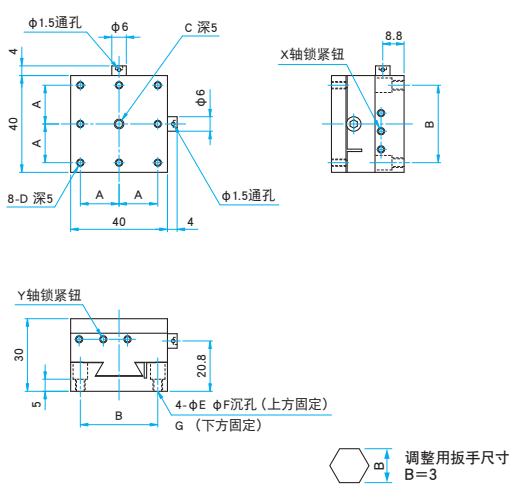 ϕ1.5通孔
ϕ6
C 深5
4
40
A
A
ϕ6
8-D 深5
A
A
40
4
ϕ1.5通孔
8.8
X轴锁紧钮
B
Y轴锁紧钮
30
5
B
20.8
4-ϕE ϕF沉孔（上方固定）
G （下方固定）
B
调整用扳手尺寸
B=3